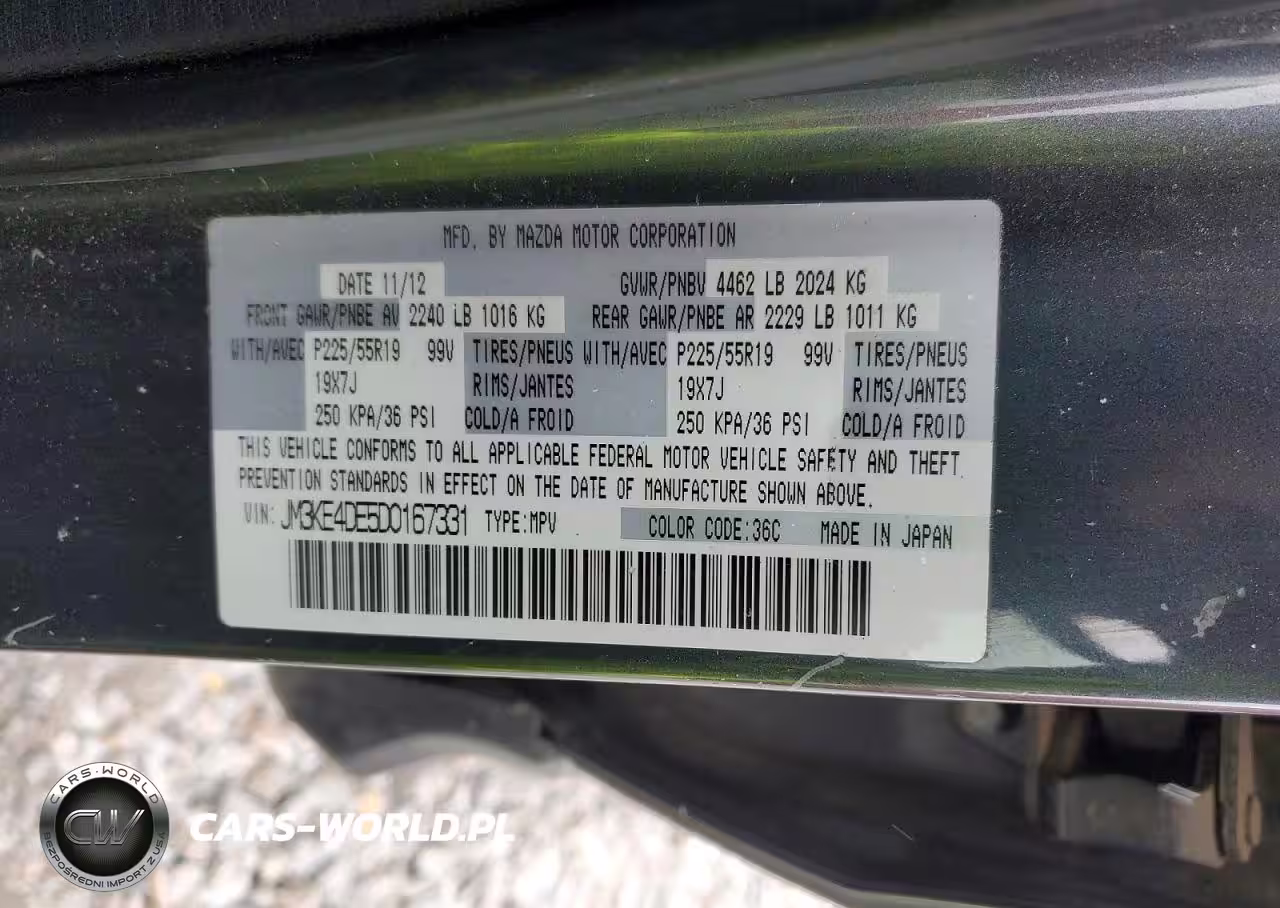 MFD. BY MAZDA MOTOR CORPORATION
DATE 11/12 GVWR/PNBV 4462 LB 2024 KG
FRONT GAWR/PNBE AV 2240 LB 1016 KG REAR GAWR/PNBE AR 2229 LB 1011 KG
WITH/AVEC P225/55R19 99V TIRES/PNEUS WITH/AVEC P225/55R19 99V TIRES/PNEUS
19X7J RIMS/JANTES 19X7J RIMS/JANTES
250 KPA/36 PSI COLD/A FROID 250 KPA/36 PSI COLD/A FROID
THIS VEHICLE CONFORMS TO ALL APPLICABLE FEDERAL MOTOR VEHICLE SAFETY AND THEFT
PREVENTION STANDARDS IN EFFECT ON THE DATE OF MANUFACTURE SHOWN ABOVE.
VIN: JM3KE4DE5D0167331 TYPE:MPV COLOR CODE:36C MADE IN JAPAN
CARS-WORLD
CW
BEZPOŚREDNI IMPORT Z USA
CARS-WORLD.PL